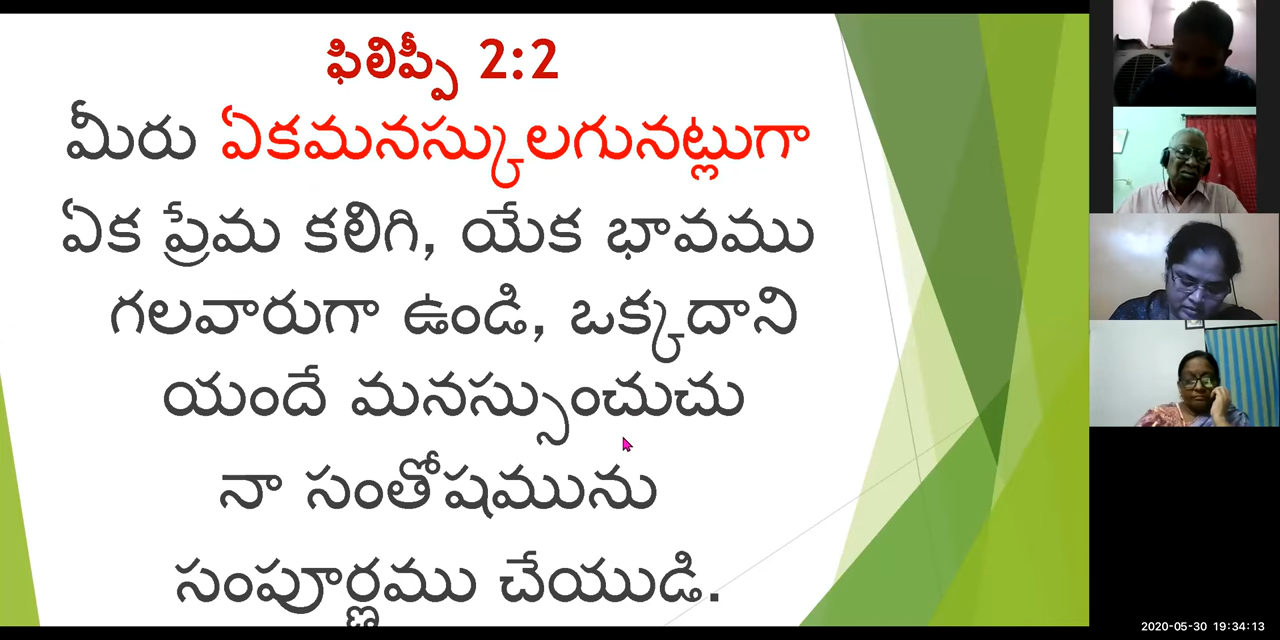 ఫిలిప్పీ 2:2
మీరు ఏకమనస్కులగునట్లుగా
ఏక ప్రేమ కలిగి, యేక భావము
గలవారుగా ఉండి, ఒక్కదాని
యందే మనస్సుంచుచు
నా సంతోషమును
సంపూర్ణము చేయుడి.
2020-05-30 19:34:13